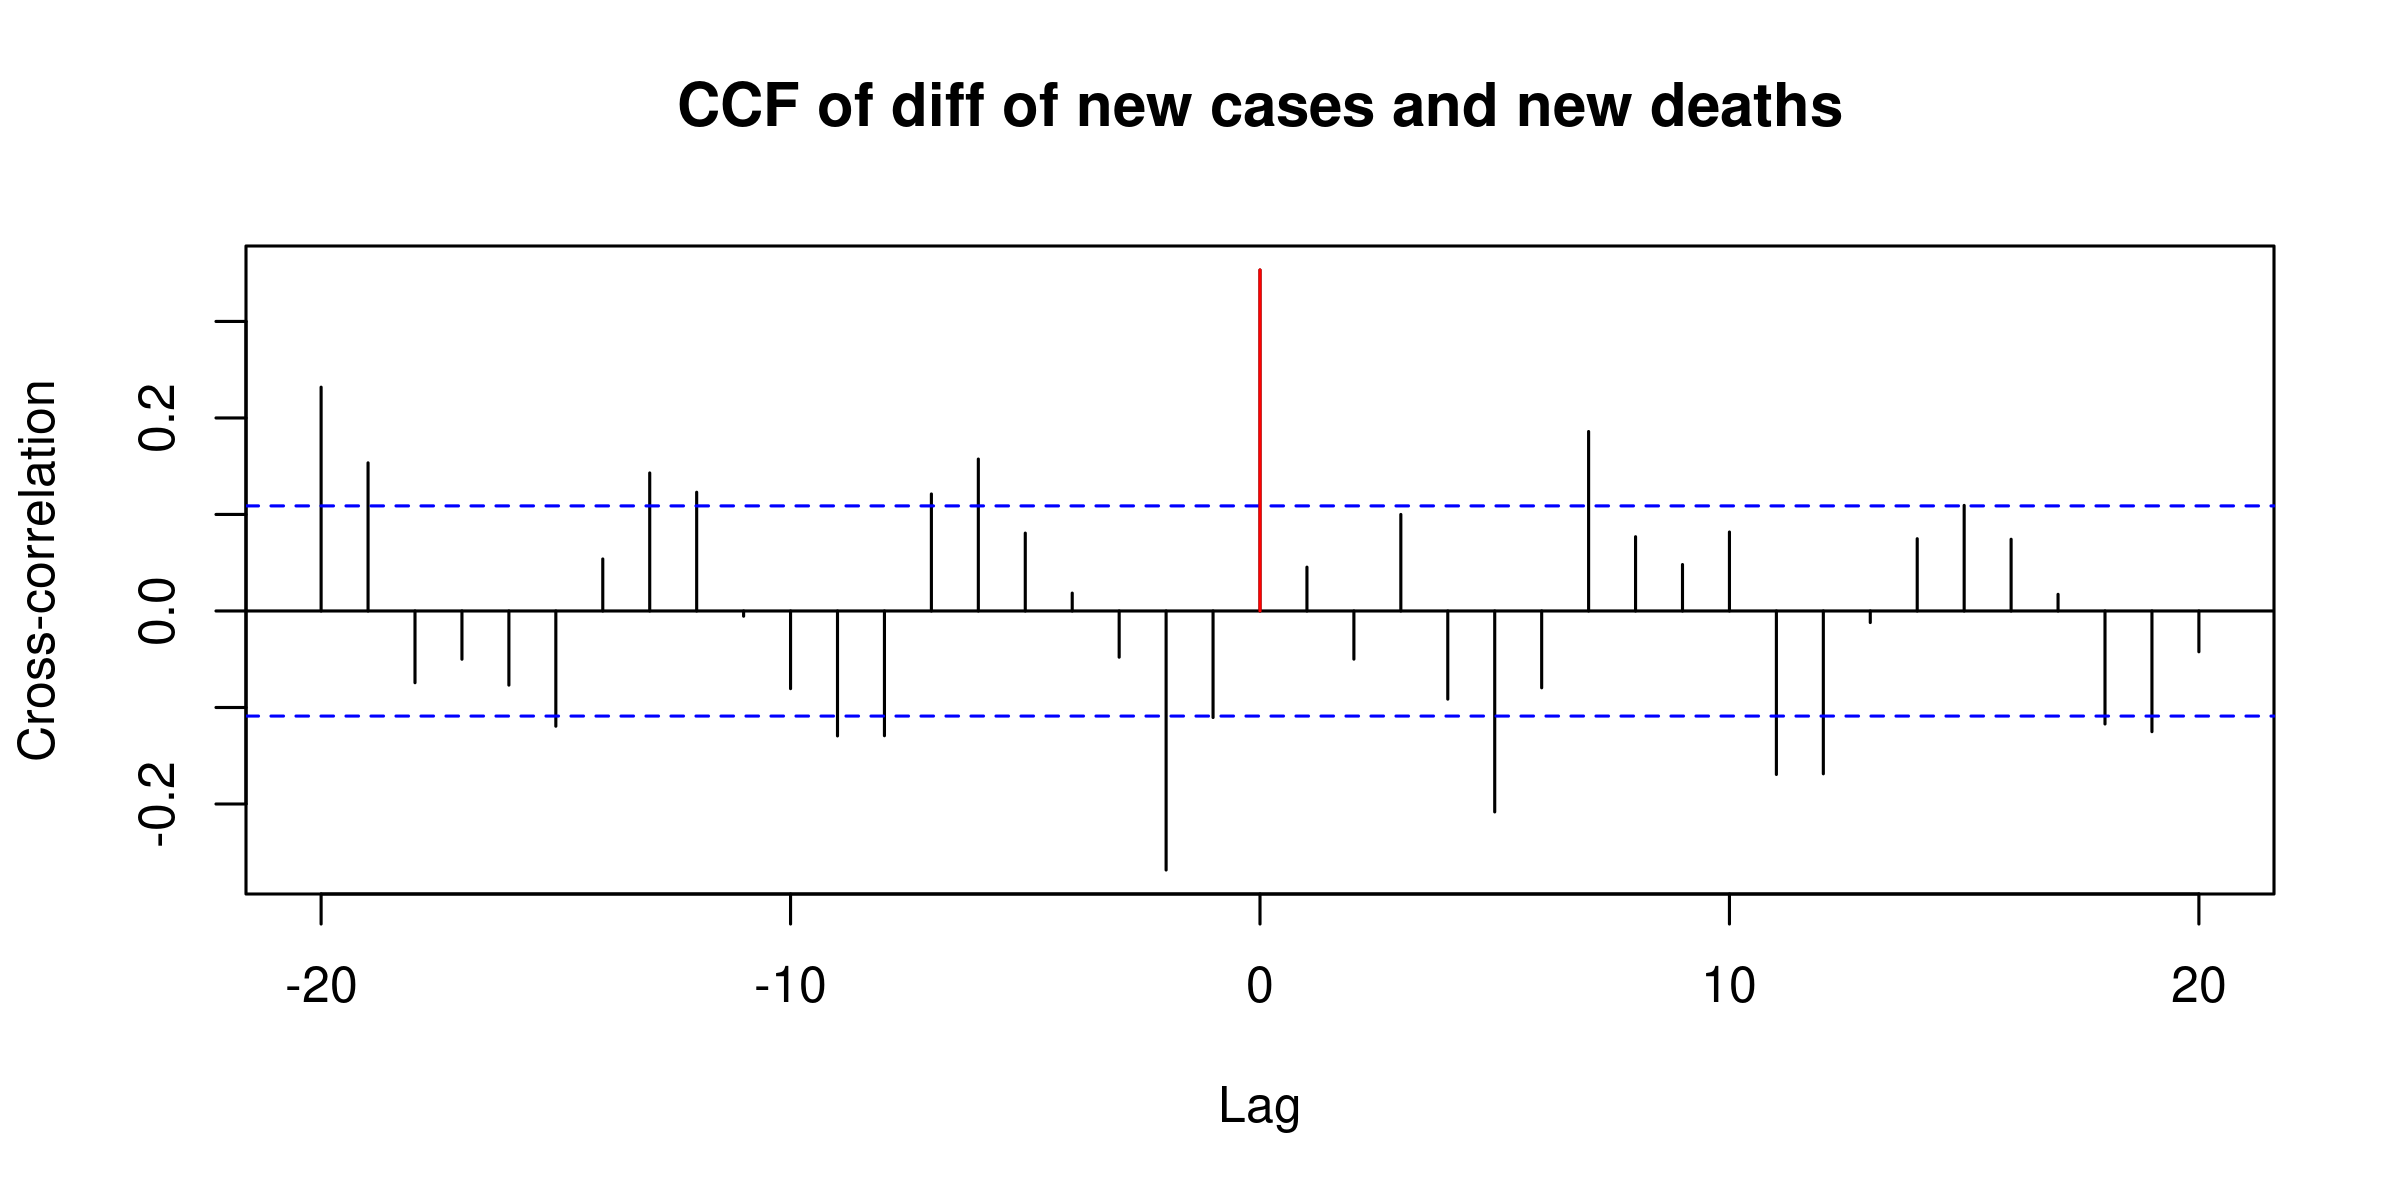 CCF of diff of new cases and new deaths
Cross-correlation
0.2
0.0
-0.2
-20 -10 0 10 20
Lag